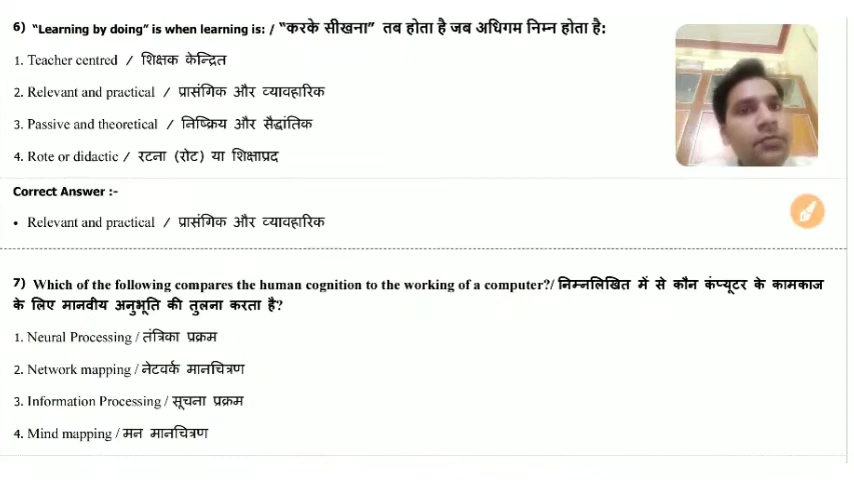 6) “Learning by doing” is when learning is: / “करके सीखना” तब होता है जब अधिगम निम्न होता है:
1. Teacher centred / शिक्षक केन्द्रित
2. Relevant and practical / प्रासंगिक और व्यावहारिक
3. Passive and theoretical / निष्क्रिय और सैद्धांतिक
4. Rote or didactic / रटना (रोट) या शिक्षाप्रद
Correct Answer :-
• Relevant and practical / प्रासंगिक और व्यावहारिक
7) Which of the following compares the human cognition to the working of a computer?/ निम्नलिखित में से कौन कंप्यूटर के कामकाज
के लिए मानवीय अनुभूति की तुलना करता है?
1. Neural Processing / तंत्रिका प्रक्रम
2. Network mapping / नेटवर्क मानचित्रण
3. Information Processing / सूचना प्रक्रम
4. Mind mapping / मन मानचित्रण